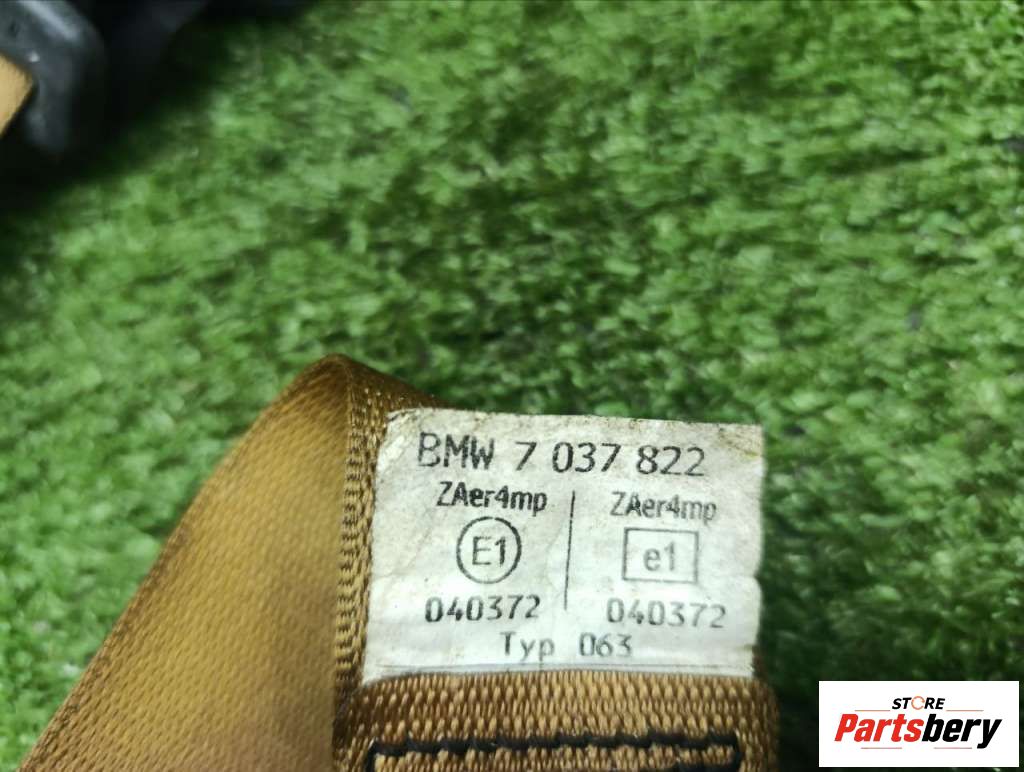 BMW 7 037 822
ZAer4mp ZAer4mp
E1 e1
040372 040372
Typ 063
STORE
Partsbery